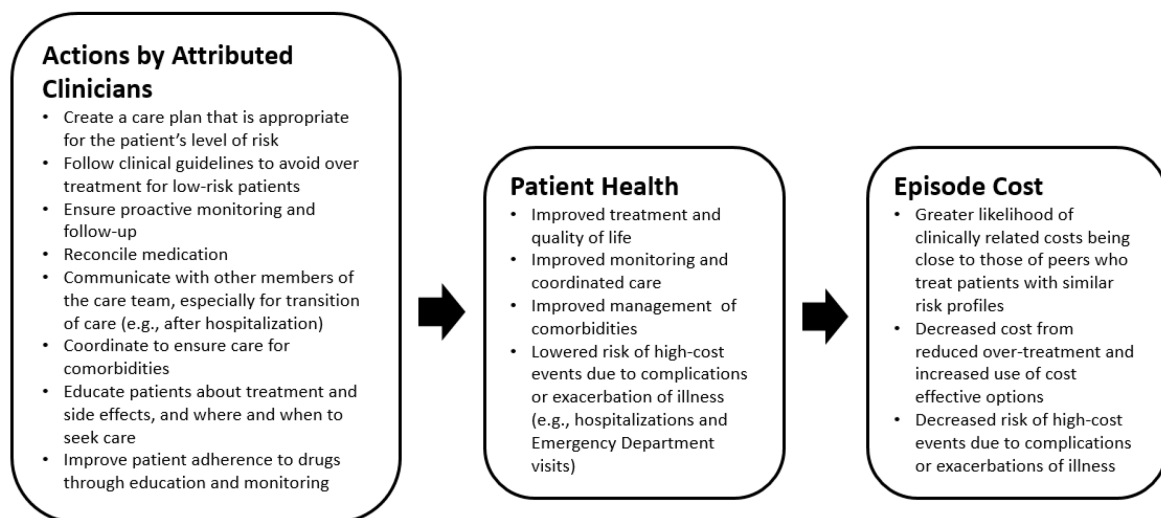 Actions by Attributed
Clinicians
• Create a care plan that is appropriate
for the patient's level of risk
• Follow clinical guidelines to avoid over
treatment for low-risk patients
• Ensure proactive monitoring and
follow-up
• Reconcile medication
• Communicate with other members of
the care team, especially for transition
of care (e.g., after hospitalization)
• Coordinate to ensure care for
comorbidities
• Educate patients about treatment and
side effects, and where and when to
seek care
• Improve patient adherence to drugs
through education and monitoring
Patient Health
• Improved treatment and
quality of life
• Improved monitoring and
coordinated care
• Improved management of
comorbidities
• Lowered risk of high-cost
events due to complications
or exacerbation of illness
(e.g., hospitalizations and
Emergency Department
visits)
Episode Cost
• Greater likelihood of
clinically related costs being
close to those of peers who
treat patients with similar
risk profiles
• Decreased cost from
reduced over-treatment and
increased use of cost
effective options
• Decreased risk of high-cost
events due to complications
or exacerbations of illness